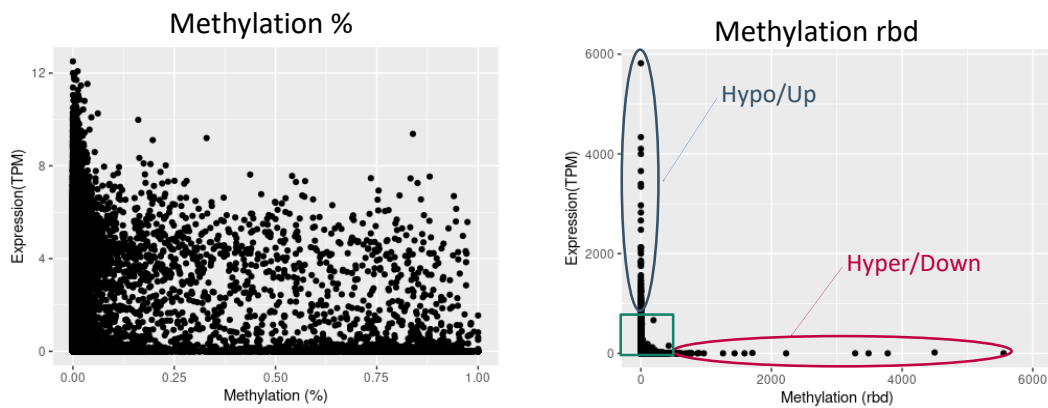 Methylation %
12
8
4
0
Expression(TPM)
0.00 0.25 0.50 0.75 1.00
Methylation (%)
Methylation rbd
6000
4000
2000
0
Expression(TPM)
Hypo/Up
Hyper/Down
0 2000 4000 6000
Methylation (rbd)